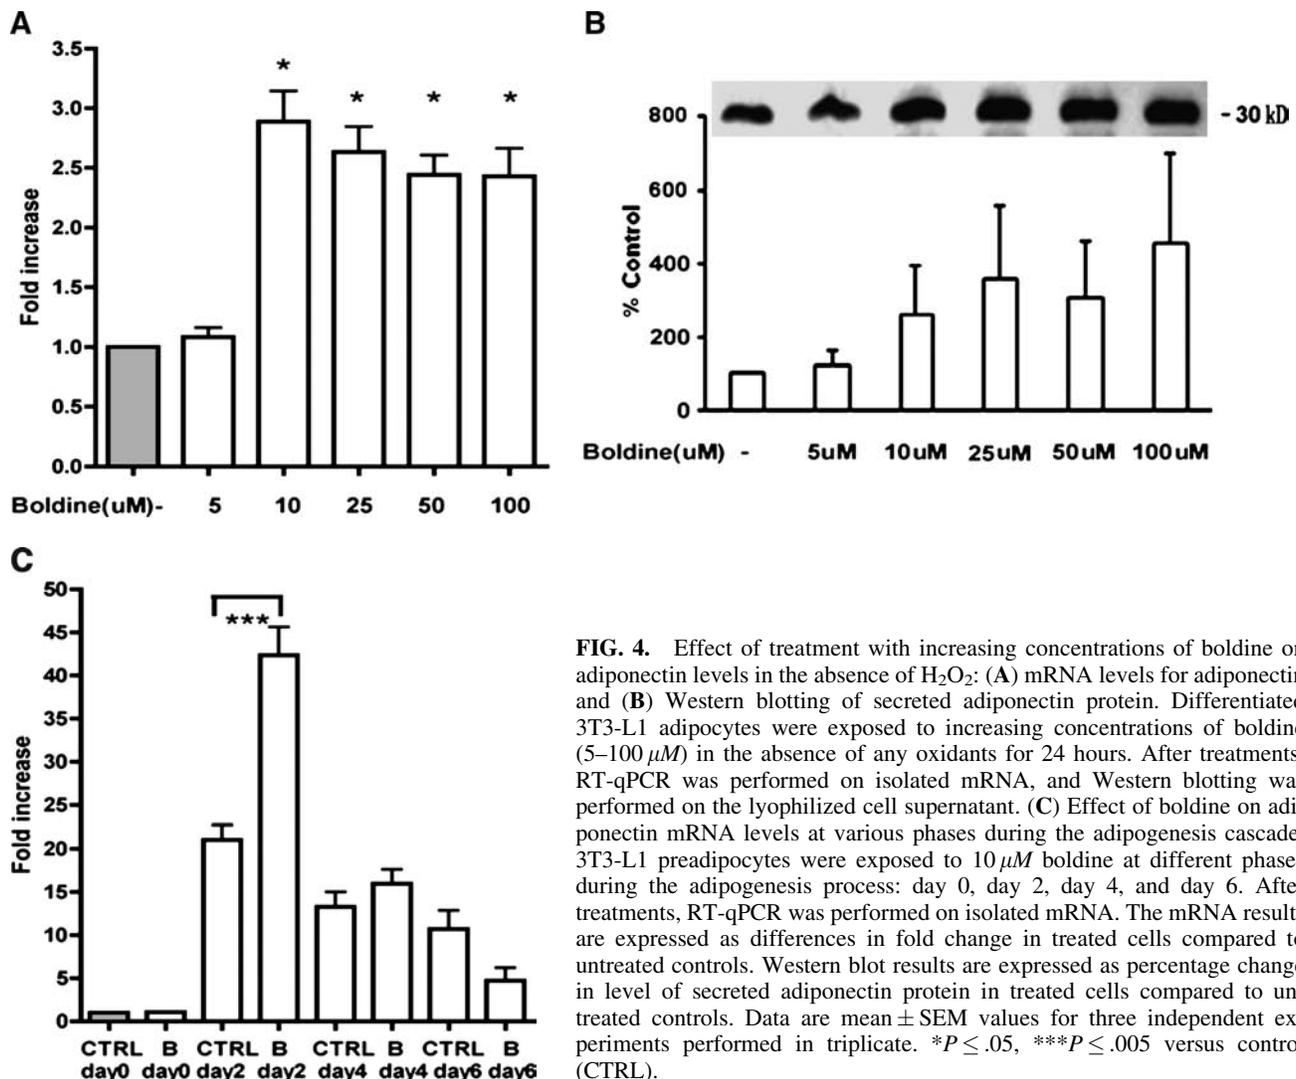 A
3.5
3.0
2.5
2.0
1.5
1.0
0.5
0.0
Fold increase
* * * *
Boldine(uM)- 5 10 25 50 100
B
800
600
400
200
0
% Control
- 30 kD
Boldine(uM) - 5uM 10uM 25uM 50uM 100uM
C
50
45
40
35
30
25
20
15
10
5
0
Fold increase
***
CTRL B CTRL B CTRL B CTRL B
day0 day0 day2 day2 day4 day4 day6 day6
FIG. 4. Effect of treatment with increasing concentrations of boldine
adiponectin levels in the absence of H₂O₂: (A) mRNA levels for adiponectin
and (B) Western blotting of secreted adiponectin protein. Differentiated
3T3-L1 adipocytes were exposed to increasing concentrations of boldine
(5–100 μM) in the absence of any oxidants for 24 hours. After treatments
RT-qPCR was performed on isolated mRNA, and Western blotting
performed on the lyophilized cell supernatant. (C) Effect of boldine on adi
ponectin mRNA levels at various phases during the adipogenesis cascade
3T3-L1 preadipocytes were exposed to 10 μM boldine at different phase
during the adipogenesis process: day 0, day 2, day 4, and day 6. Afte
treatments, RT-qPCR was performed on isolated mRNA. The mRNA result
are expressed as differences in fold change in treated cells compared to
untreated controls. Western blot results are expressed as percentage change
in level of secreted adiponectin protein in treated cells compared to un
treated controls. Data are mean ± SEM values for three independent ex
periments performed in triplicate. *P ≤ .05, ***P ≤ .005 versus contro
(CTRL).